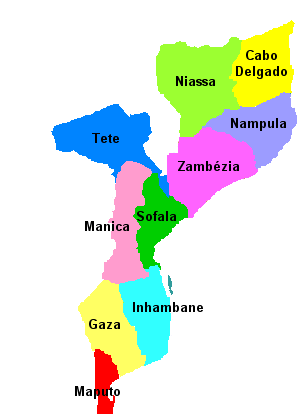 Cabo
Delgado
Niassa
Nampula
Tete
Zambézia
Sofala
Manica
Inhambane
Gaza
Maputo